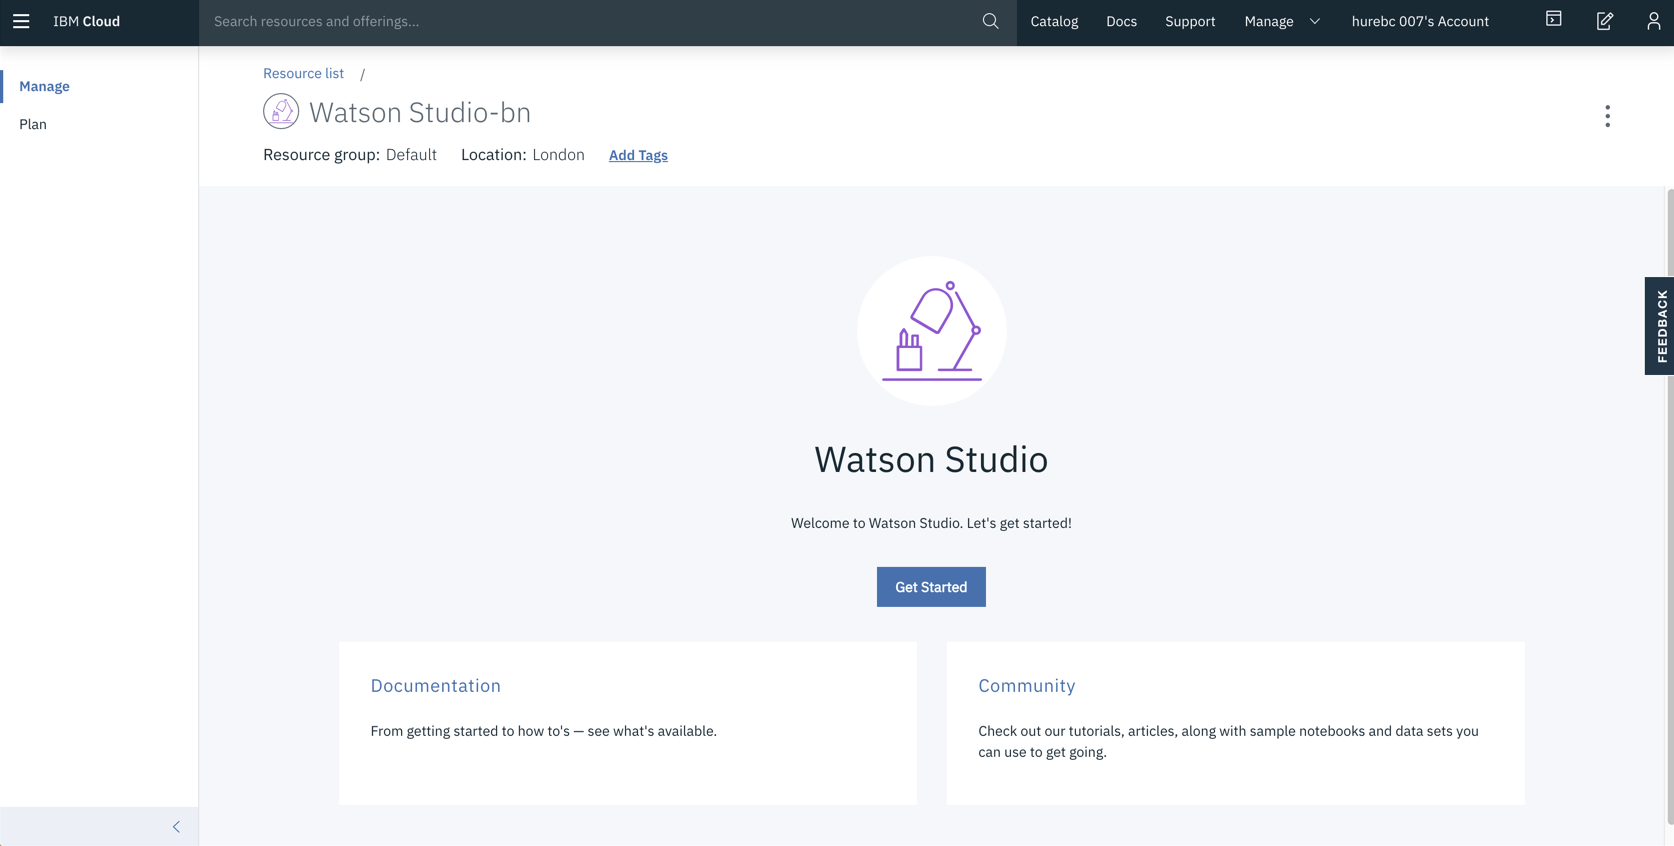 IBM Cloud
Search resources and offerings...
Catalog
Docs
Support
Manage
hurebc 007's Account
Manage
Plan
Resource list /
Watson Studio-bn
Resource group: Default Location: London Add Tags
FEEDBACK
Watson Studio
Welcome to Watson Studio. Let's get started!
Get Started
Documentation
From getting started to how to's — see what's available.
Community
Check out our tutorials, articles, along with sample notebooks and data sets you
can use to get going.